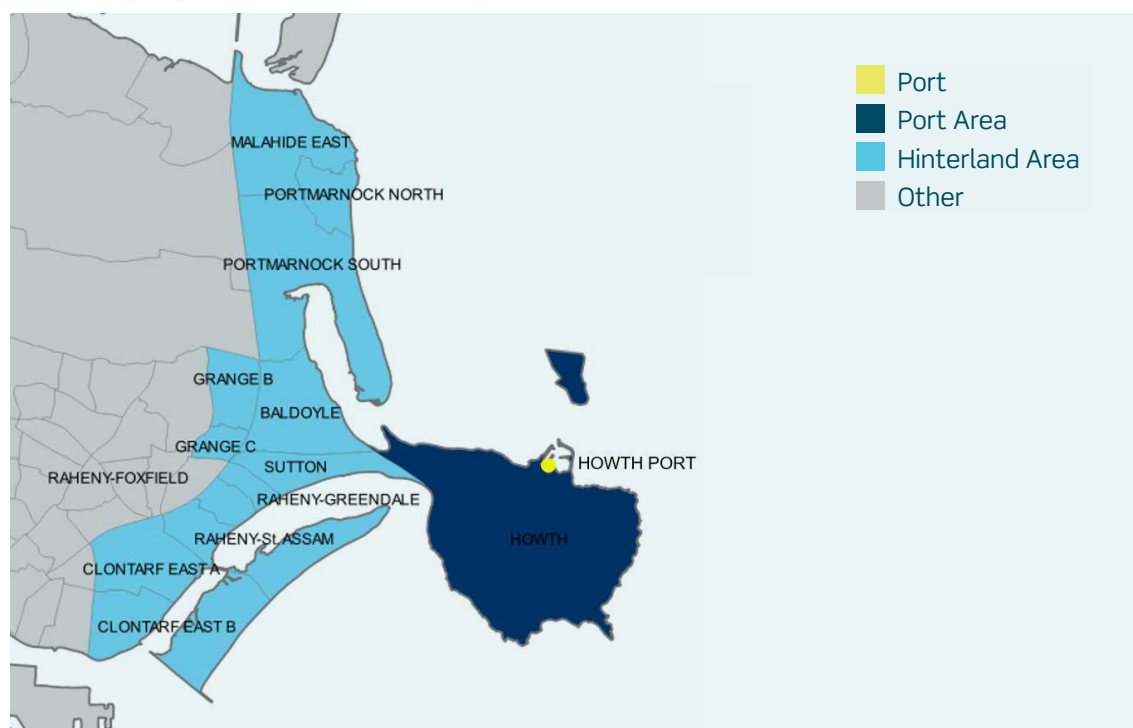 Port
Port Area
Hinterland Area
Other
MALAHIDE EAST
PORTMARNOCK NORTH
PORTMARNOCK SOUTH
GRANGE B
BALDOYLE
GRANGE C
SUTTON
HOWTH PORT
RAHENY-FOXFIELD
RAHENY-GREENDALE
RAHENY-St. ASSAM
HOWTH
CLONTARF EAST A
CLONTARF EAST B